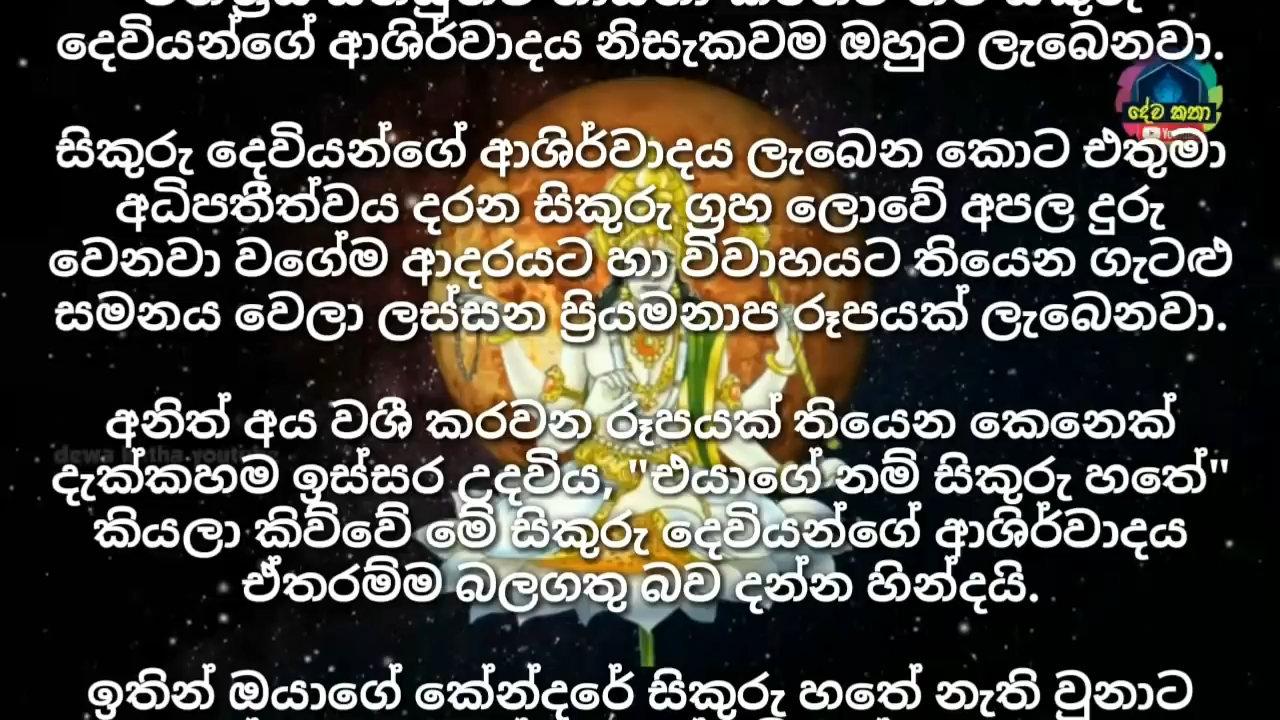 දෙවියන්ගේ ආශිර්වාදය නිසැකවම ඔහුට ලැබෙනවා.
දේව කතා
සිකුරු දෙවියන්ගේ ආශිර්වාදය ලැබෙන කොට එතුමා
අධිපතීත්වය දරන සිකුරු ග්‍රහ ලොවේ අපල දුරු
වෙනවා වගේම ආදරයට හා විවාහයට තියෙන ගැටළු
සමනය වෙලා ලස්සන ප්‍රියමනාප රූපයක් ලැබෙනවා.
අනිත් අය වශී කරවන රූපයක් තියෙන කෙනෙක්
දැක්කහම ඉස්සර උදවිය, "එයාගේ නම් සිකුරු හතේ"
කියලා කිව්වේ මේ සිකුරු දෙවියන්ගේ ආශිර්වාදය
ඒතරම්ම බලගතු බව දන්න හින්දයි.
ඉතින් ඔයාගේ කේන්දරේ සිකුරු හතේ නැති වුනාට